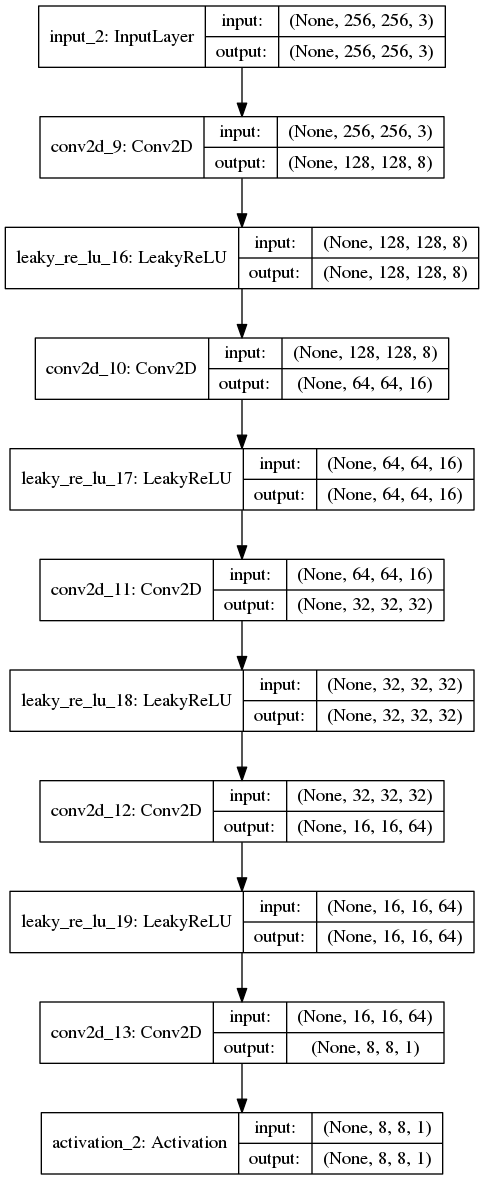 input_2: InputLayer
input: (None, 256, 256, 3)
output: (None, 256, 256, 3)
conv2d_9: Conv2D
input: (None, 256, 256, 3)
output: (None, 128, 128, 8)
leaky_re_lu_16: LeakyReLU
input: (None, 128, 128, 8)
output: (None, 128, 128, 8)
conv2d_10: Conv2D
input: (None, 128, 128, 8)
output: (None, 64, 64, 16)
leaky_re_lu_17: LeakyReLU
input: (None, 64, 64, 16)
output: (None, 64, 64, 16)
conv2d_11: Conv2D
input: (None, 64, 64, 16)
output: (None, 32, 32, 32)
leaky_re_lu_18: LeakyReLU
input: (None, 32, 32, 32)
output: (None, 32, 32, 32)
conv2d_12: Conv2D
input: (None, 32, 32, 32)
output: (None, 16, 16, 64)
leaky_re_lu_19: LeakyReLU
input: (None, 16, 16, 64)
output: (None, 16, 16, 64)
conv2d_13: Conv2D
input: (None, 16, 16, 64)
output: (None, 8, 8, 1)
activation_2: Activation
input: (None, 8, 8, 1)
output: (None, 8, 8, 1)